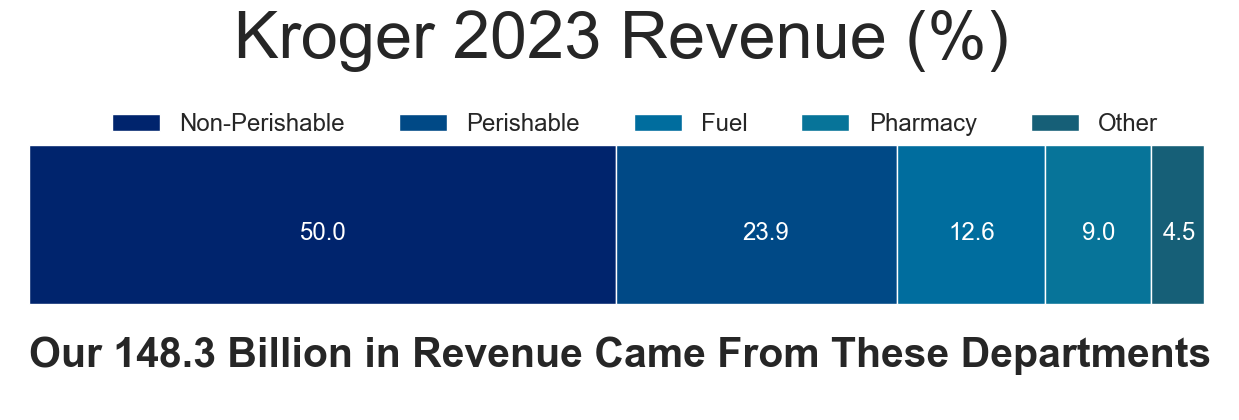 Kroger 2023 Revenue (%)
Non-Perishable Perishable Fuel Pharmacy Other
50.0 23.9 12.6 9.0 4.5
Our 148.3 Billion in Revenue Came From These Departments